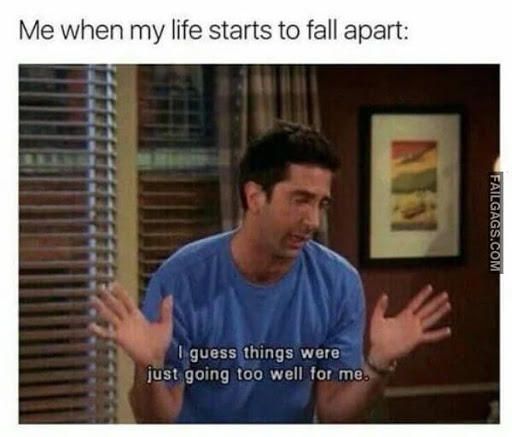 Me when my life starts to fall apart:
FAILGAGS.COM
I guess things were
just going too well for me.